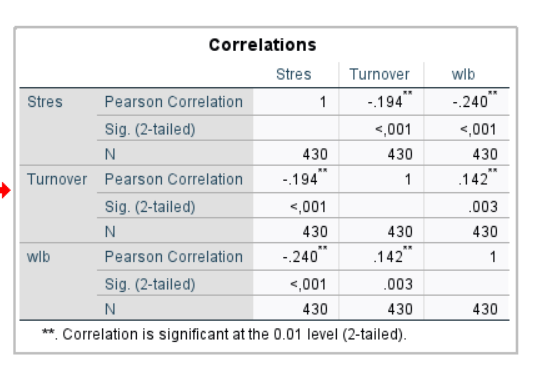 Correlations
Stres Turnover wlb
Stres Pearson Correlation 1 -.194** -.240**
Sig. (2-tailed) <,001 <,001
N 430 430 430
Turnover Pearson Correlation -.194** 1 .142**
Sig. (2-tailed) <,001 .003
N 430 430 430
wlb Pearson Correlation -.240** .142** 1
Sig. (2-tailed) <,001 .003
N 430 430 430
**. Correlation is significant at the 0.01 level (2-tailed).